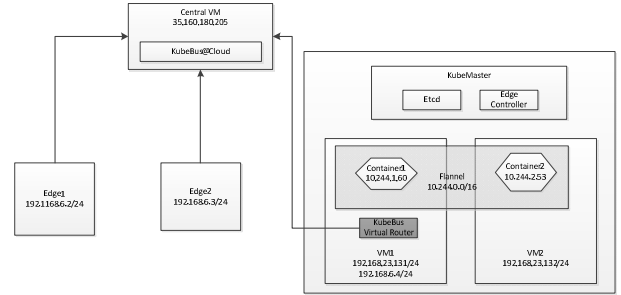 Central VM
35,160,180,205
KubeBus@Cloud
KubeMaster
Etcd
Edge
Controller
Container1
10,244,1,60
Container2
10.244.2.53
Flannel
10.244.0.0/16
Edge1
192.1168.6.2/24
Edge2
192.168.6.3/24
KubeBus
Virtual Router
VM1
192,168,23,131/24
192.168.6.4/24
VM2
192,168,23,132/24